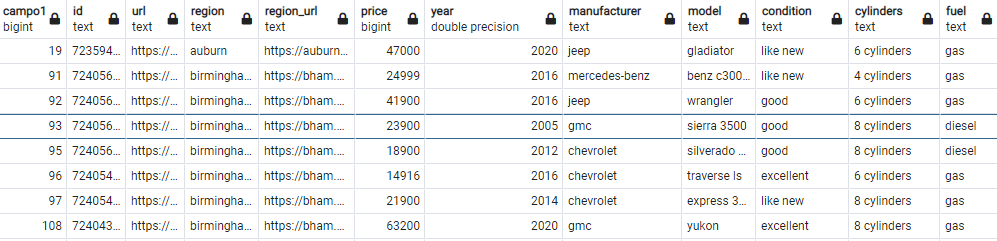 campo1 id url region region_url price year manufacturer model condition cylinders fuel
bigint text text text text bigint double precision text text text text text
19 723594... https://... auburn https://auburn... 47000 2020 jeep gladiator like new 6 cylinders gas
91 724056... https://... birmingha... https://bham.... 24999 2016 mercedes-benz benz c300... like new 4 cylinders gas
92 724056... https://... birmingha... https://bham.... 41900 2016 jeep wrangler good 6 cylinders gas
93 724056... https://... birmingha... https://bham.... 23900 2005 gmc sierra 3500 good 8 cylinders diesel
95 724056... https://... birmingha... https://bham.... 18900 2012 chevrolet silverado ... good 8 cylinders diesel
96 724054... https://... birmingha... https://bham.... 14916 2016 chevrolet traverse ls excellent 6 cylinders gas
97 724054... https://... birmingha... https://bham.... 21900 2014 chevrolet express 3... like new 8 cylinders gas
108 724043... https://... birmingha... https://bham.... 63200 2020 gmc yukon excellent 8 cylinders gas